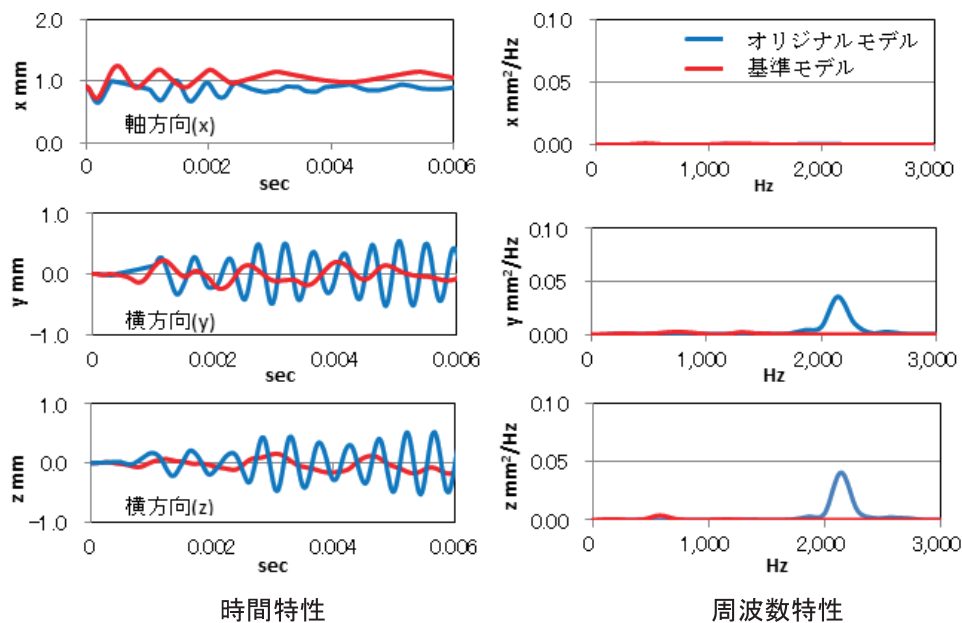 2.0
1.0
0.0
x mm
軸方向(x)
0
0.002
0.004
0.006
sec
0.10
0.05
0.00
x mm²/Hz
オリジナルモデル
基準モデル
0
1,000
2,000
3,000
Hz
1.0
0.0
−1.0
y mm
横方向(y)
0
0.002
0.004
0.006
sec
0.10
0.05
0.00
y mm²/Hz
0
1,000
2,000
3,000
Hz
1.0
0.0
−1.0
z mm
横方向(z)
0
0.002
0.004
0.006
sec
0.10
0.05
0.00
z mm²/Hz
0
1,000
2,000
3,000
Hz
時間特性
周波数特性